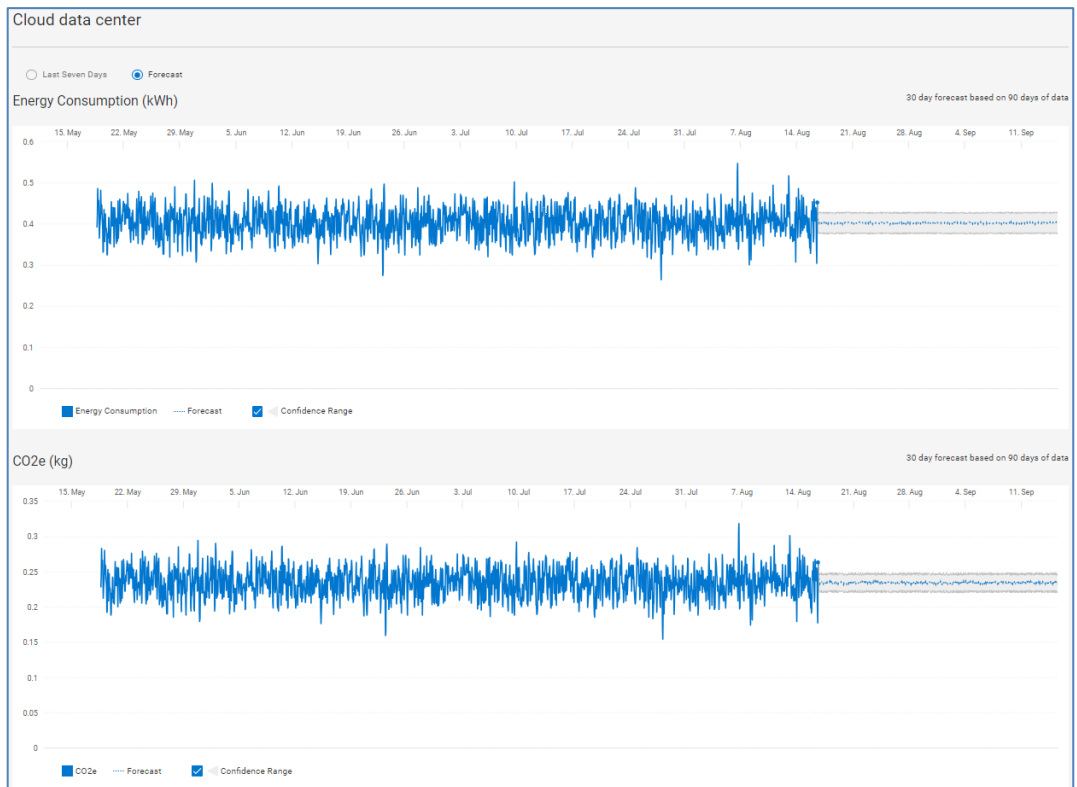 Cloud data center
Last Seven Days Forecast
Energy Consumption (kWh) 30 day forecast based on 90 days of data
15. May 22. May 29. May 5. Jun 12. Jun 19. Jun 26. Jun 3. Jul 10. Jul 17. Jul 24. Jul 31. Jul 7. Aug 14. Aug 21. Aug 28. Aug 4. Sep 11. Sep
0.6
0.5
0.4
0.3
0.2
0.1
0
Energy Consumption Forecast Confidence Range
CO2e (kg) 30 day forecast based on 90 days of data
15. May 22. May 29. May 5. Jun 12. Jun 19. Jun 26. Jun 3. Jul 10. Jul 17. Jul 24. Jul 31. Jul 7. Aug 14. Aug 21. Aug 28. Aug 4. Sep 11. Sep
0.35
0.3
0.25
0.2
0.15
0.1
0.05
0
CO2e Forecast Confidence Range